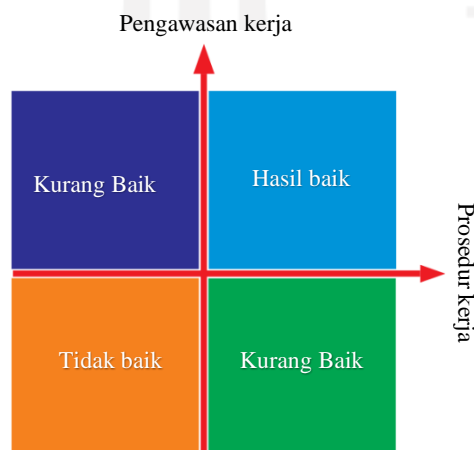 Pengawasan kerja
Kurang Baik
Hasil baik
Prosedur kerja
Tidak baik
Kurang Baik